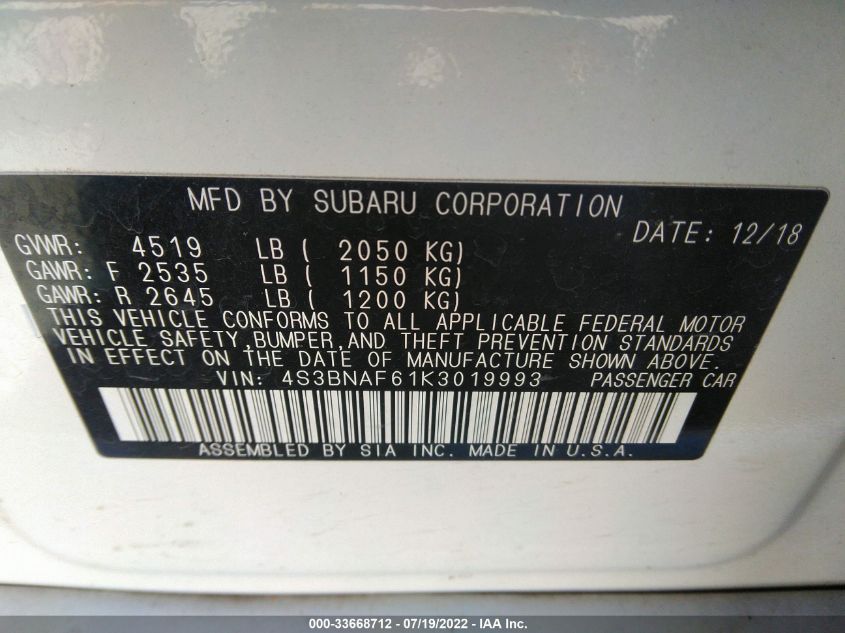 MFD BY SUBARU CORPORATION
DATE: 12/18
GVWR: 4519 LB ( 2050 KG)
GAWR: F 2535 LB ( 1150 KG)
GAWR: R 2645 LB ( 1200 KG)
THIS VEHICLE CONFORMS TO ALL APPLICABLE FEDERAL MOTOR
VEHICLE SAFETY,BUMPER,AND THEFT PREVENTION STANDARDS
IN EFFECT ON THE DATE OF MANUFACTURE SHOWN ABOVE.
VIN: 4S3BNAF61K3019993 PASSENGER CAR
ASSEMBLED BY SIA INC. MADE IN U.S.A.
000-33668712 - 07/19/2022 - IAA Inc.